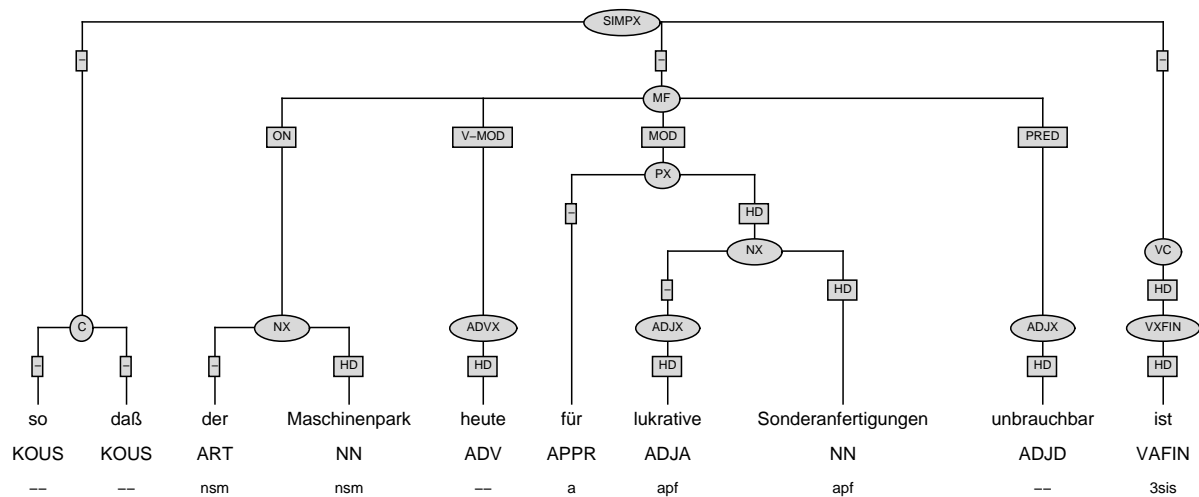 SIMPX
– – –
MF
ON V–MOD MOD PRED
PX
– HD
NX VC
– HD HD
C NX ADVX ADJX ADJX VXFIN
– – – HD HD HD HD HD
so daß der Maschinenpark heute für lukrative Sonderanfertigungen unbrauchbar ist
KOUS KOUS ART NN ADV APPR ADJA NN ADJD VAFIN
–– –– nsm nsm –– a apf apf –– 3sis